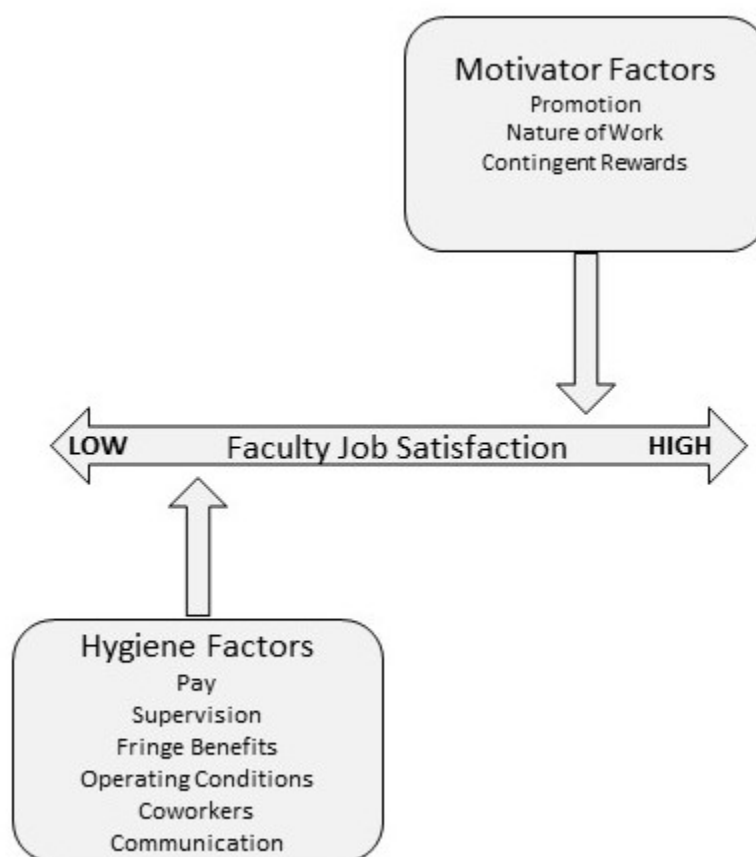 Motivator Factors
Promotion
Nature of Work
Contingent Rewards
LOW Faculty Job Satisfaction HIGH
Hygiene Factors
Pay
Supervision
Fringe Benefits
Operating Conditions
Coworkers
Communication